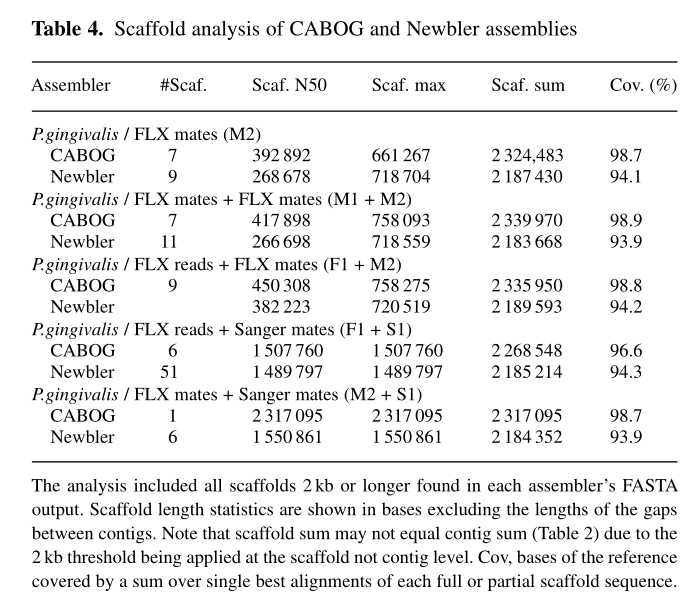 Table 4. Scaffold analysis of CABOG and Newbler assemblies
Assembler #Scaf. Scaf. N50 Scaf. max Scaf. sum Cov. (%)
P.gingivalis / FLX mates (M2)
CABOG 7 392 892 661 267 2 324,483 98.7
Newbler 9 268 678 718 704 2 187 430 94.1
P.gingivalis / FLX mates + FLX mates (M1 + M2)
CABOG 7 417 898 758 093 2 339 970 98.9
Newbler 11 266 698 718 559 2 183 668 93.9
P.gingivalis / FLX reads + FLX mates (F1 + M2)
CABOG 9 450 308 758 275 2 335 950 98.8
Newbler 382 223 720 519 2 189 593 94.2
P.gingivalis / FLX reads + Sanger mates (F1 + S1)
CABOG 6 1 507 760 1 507 760 2 268 548 96.6
Newbler 51 1 489 797 1 489 797 2 185 214 94.3
P.gingivalis / FLX mates + Sanger mates (M2 + S1)
CABOG 1 2 317 095 2 317 095 2 317 095 98.7
Newbler 6 1 550 861 1 550 861 2 184 352 93.9
The analysis included all scaffolds 2 kb or longer found in each assembler's FASTA
output. Scaffold length statistics are shown in bases excluding the lengths of the gaps
between contigs. Note that scaffold sum may not equal contig sum (Table 2) due to the
2 kb threshold being applied at the scaffold not contig level. Cov, bases of the reference
covered by a sum over single best alignments of each full or partial scaffold sequence.